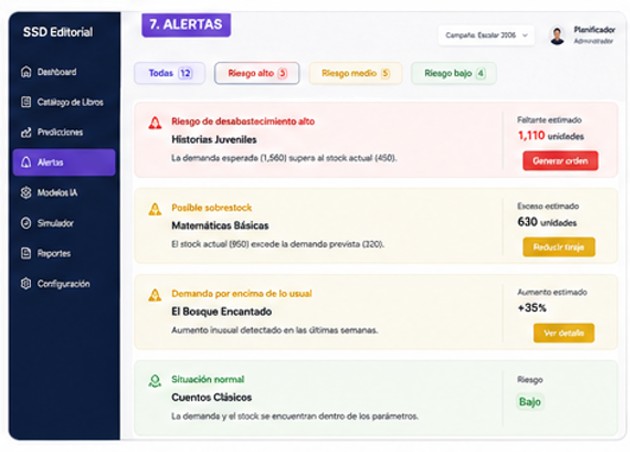 SSD Editorial
7. ALERTAS
Campaña: Escolar 2006
Planificador
Administrador
Dashboard
Catálogo de Libros
Predicciones
Alertas
Modelos IA
Simulador
Reportes
Configuración
Todas 12
Riesgo alto 3
Riesgo medio 5
Riesgo bajo 4
Riesgo de desabastecimiento alto
Historias Juveniles
La demanda esperada (1,560) supera al stock actual (450).
Faltante estimado
1,110 unidades
Generar orden
Posible sobrestock
Matemáticas Básicas
El stock actual (950) excede la demanda prevista (320).
Exceso estimado
630 unidades
Reducir tiraje
Demanda por encima de lo usual
El Bosque Encantado
Aumento inusual detectado en las últimas semanas.
Aumento estimado
+35%
Ver detalle
Situación normal
Cuentos Clásicos
La demanda y el stock se encuentran dentro de los parámetros.
Riesgo
Bajo